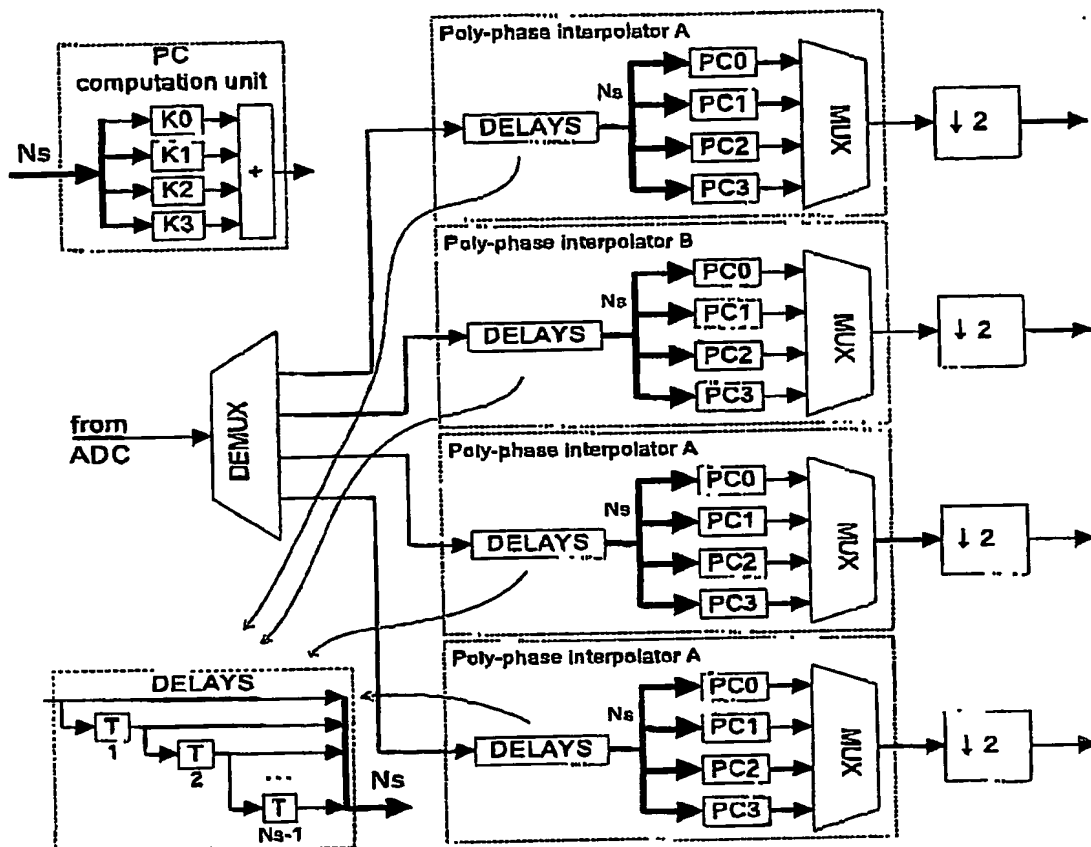 PC
computation unit
Ns
K0
K1
K2
K3
+
Poly-phase interpolator A
DELAYS
Ns
PC0
PC1
PC2
PC3
MUX
↓ 2
Poly-phase interpolator B
DELAYS
Ns
PC0
PC1
PC2
PC3
MUX
↓ 2
from
ADC
DEMUX
Poly-phase interpolator A
DELAYS
Ns
PC0
PC1
PC2
PC3
MUX
↓ 2
Poly-phase interpolator A
DELAYS
Ns
PC0
PC1
PC2
PC3
MUX
↓ 2
DELAYS
T
1
T
2
...
T
Ns-1
Ns